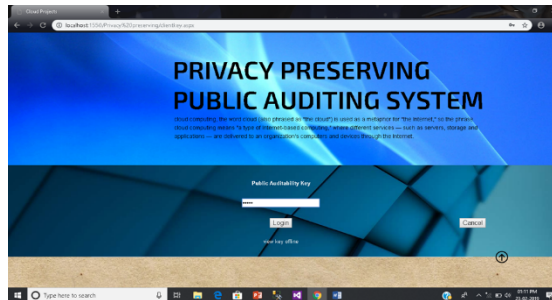 Cloud Projects
localhost:1056/Privacy%20preserving/clientkey.aspx
PRIVACY PRESERVING
PUBLIC AUDITING SYSTEM
cloud computing, the word cloud (also phrased as "the cloud") is used as a metaphor for "the Internet," so the phrase
cloud computing means "a type of Internet-based computing," where different services — such as servers, storage and
applications — are delivered to an organization's computers and devices through the Internet.
Public Auditability Key
•••••
Login
Cancel
view key offline
Type here to search